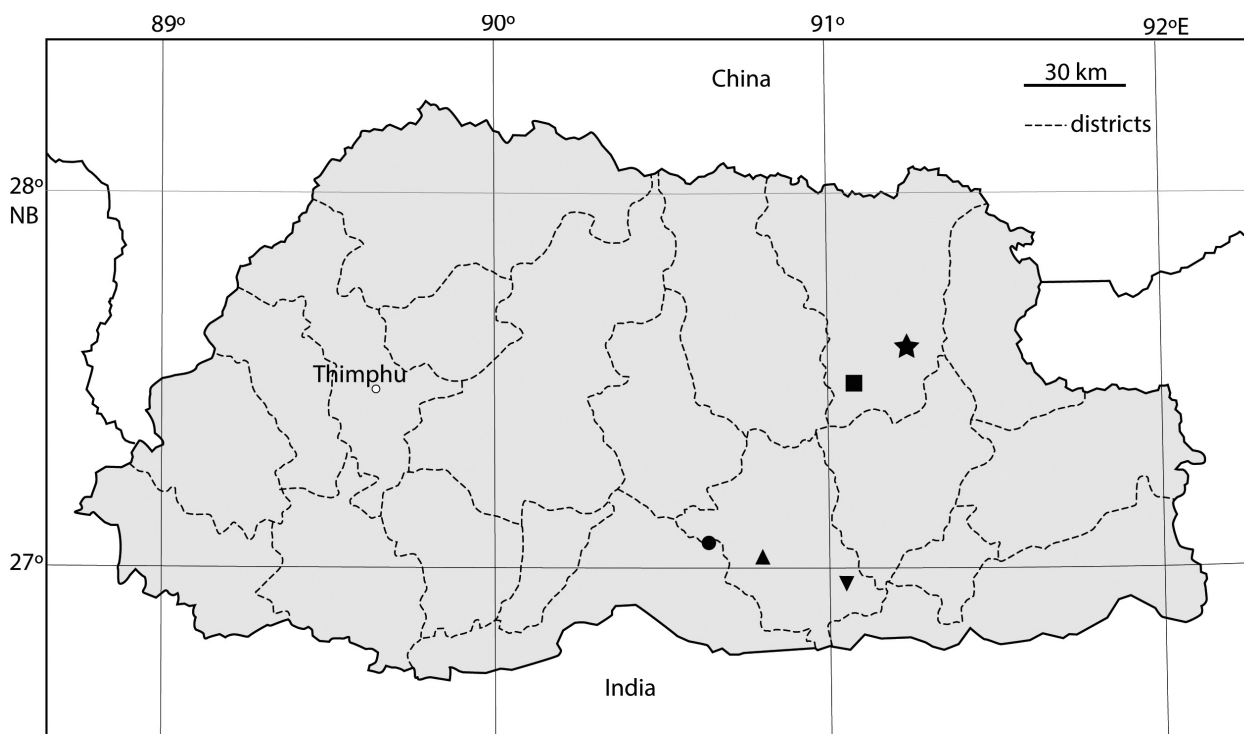 89º 90º 91º 92ºE
China
30 km
districts
28º
NB
Thimphu
27º
India